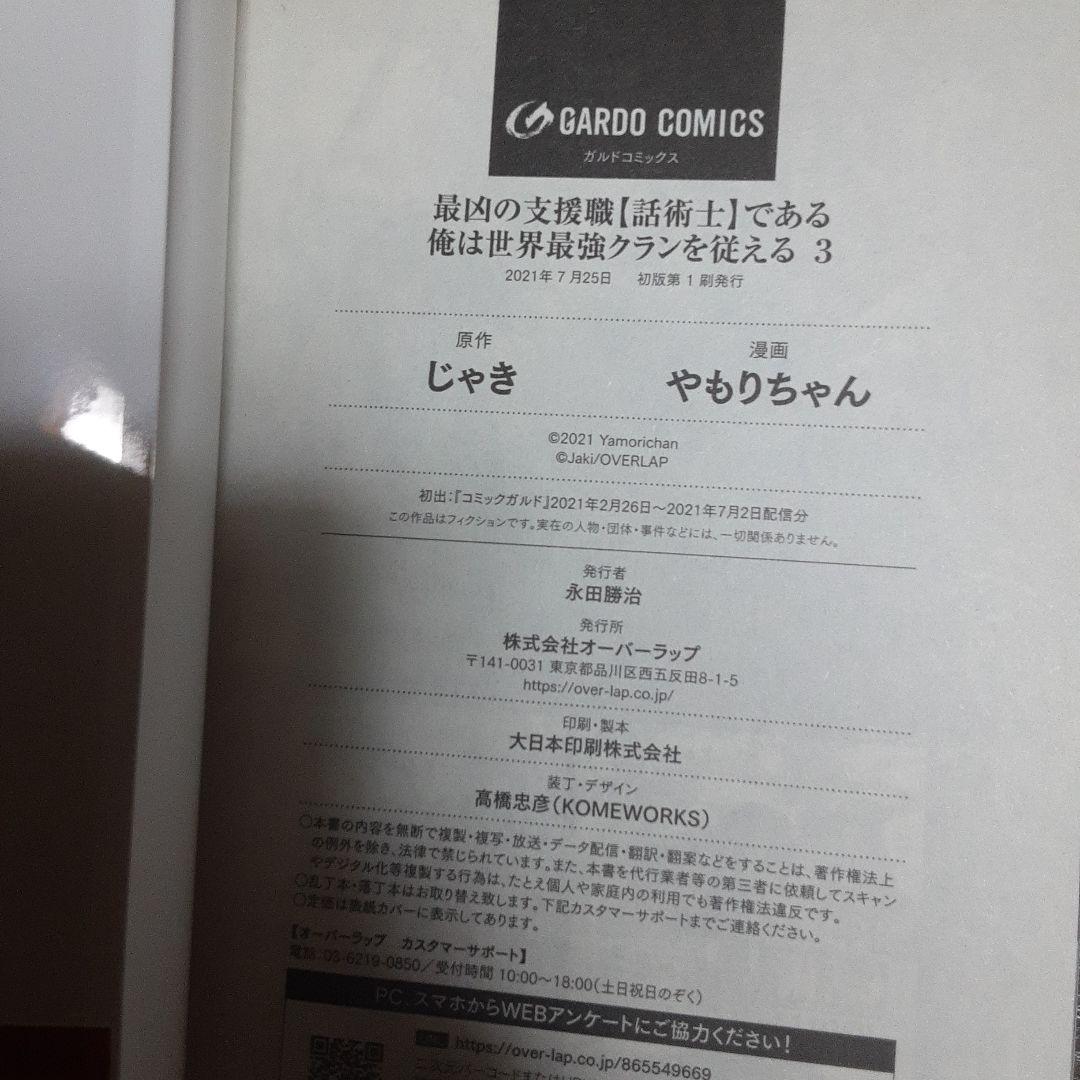 GARDO COMICS
ガルドコミックス
最凶の支援職【話術士】である
俺は世界最強クランを従える 3
2021年7月25日 初版第1刷発行
原作
じゃき
漫画
やもりちゃん
©2021 Yamorichan
©Jaki/OVERLAP
初出:『コミックガルド』2021年2月26日〜2021年7月2日配信分
この作品はフィクションです。実在の人物・団体・事件などには、一切関係ありません。
発行者
永田勝治
発行所
株式会社オーバーラップ
〒141-0031 東京都品川区西五反田8-1-5
https://over-lap.co.jp/
印刷・製本
大日本印刷株式会社
装丁・デザイン
髙橋忠彦(KOMEWORKS)
○本書の内容を無断で複製・複写・放送・データ配信・翻訳・翻案などをすることは、著作権法上
の例外を除き、法律で禁じられています。また、本書を代行業者等の第三者に依頼してスキャン
やデジタル化等複製する行為は、たとえ個人や家庭内の利用でも著作権法違反です。
○乱丁本・落丁本はお取り替え致します。下記カスタマーサポートまでご連絡ください。
○定価は表紙カバーに表示してあります。
【オーバーラップ カスタマーサポート】
電話:03-6219-0850/受付時間 10:00〜18:00(土日祝日のぞく)
PC、スマホからWEBアンケートにご協力ください!
https://over-lap.co.jp/865549669
二次元バーコードまたは